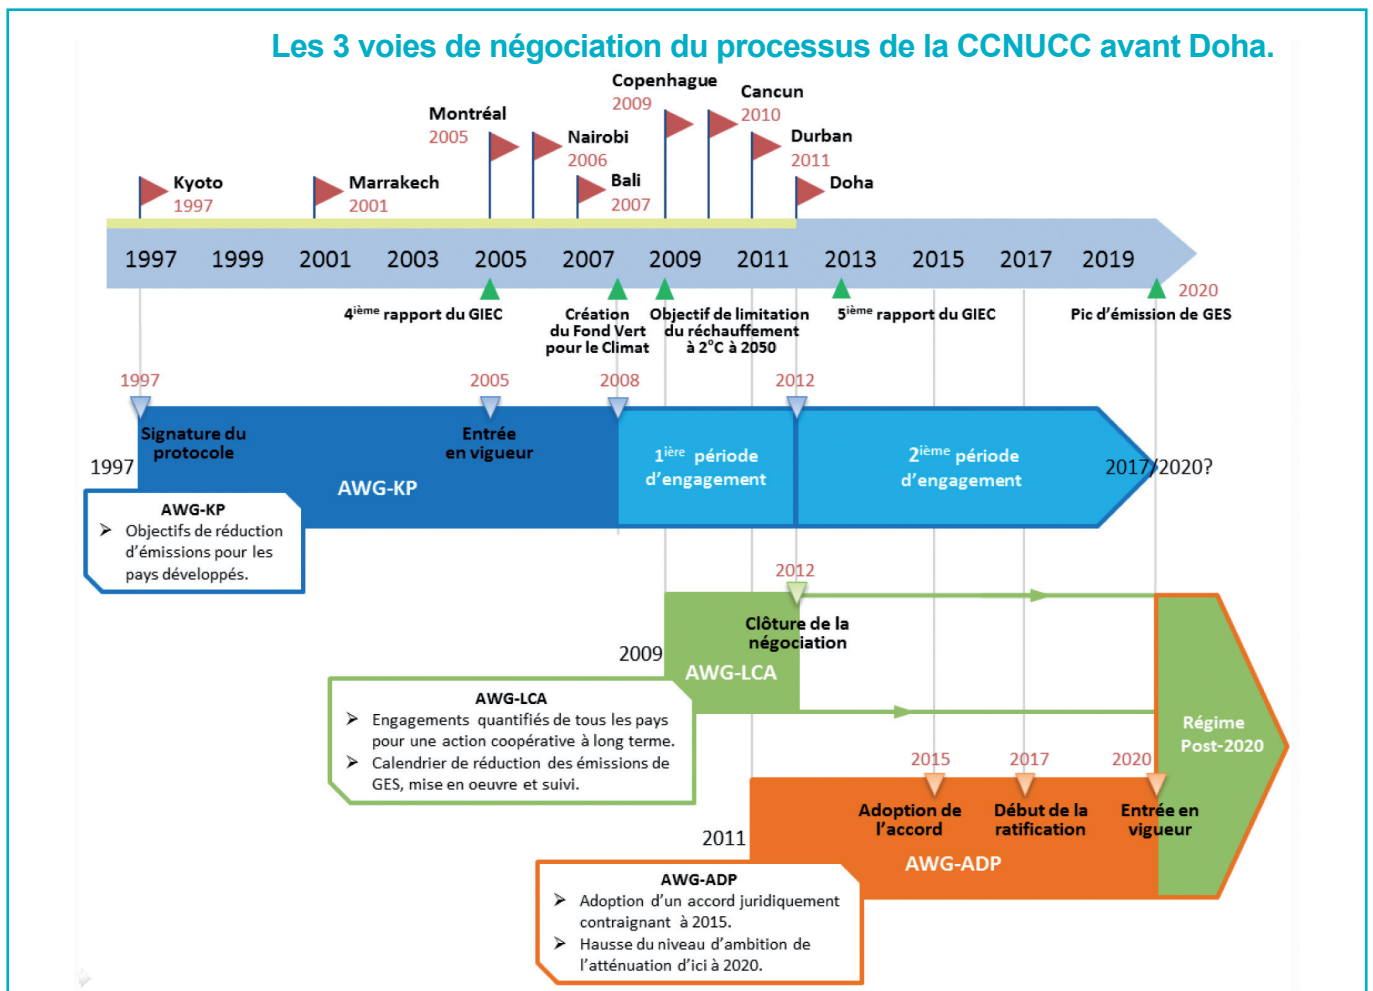 Les 3 voies de négociation du processus de la CCNUCC avant Doha.
Copenhague
2009
Cancun
2010
Montréal
2005
Nairobi
2006
Durban
2011
Kyoto
1997
Marrakech
2001
Bali
2007
Doha
1997 1999 2001 2003 2005 2007 2009 2011 2013 2015 2017 2019
2020
4ième rapport du GIEC
Création
du Fond Vert
pour le Climat
Objectif de limitation
du réchauffement
à 2°C à 2050
5ième rapport du GIEC
Pic d'émission de GES
1997
2005
2008
2012
Signature du
protocole
Entrée
en vigueur
1ière période
d'engagement
2ième période
d'engagement
2017/2020?
1997
AWG-KP
AWG-KP
➢ Objectifs de réduction
d'émissions pour les
pays développés.
2012
Clôture de la
négociation
2009
AWG-LCA
AWG-LCA
➢ Engagements quantifiés de tous les pays
pour une action coopérative à long terme.
➢ Calendrier de réduction des émissions de
GES, mise en oeuvre et suivi.
Régime
Post-2020
2015
2017
2020
Adoption de
l'accord
Début de la
ratification
Entrée en
vigueur
2011
AWG-ADP
AWG-ADP
➢ Adoption d'un accord juridiquement
contraignant à 2015.
➢ Hausse du niveau d'ambition de
l'atténuation d'ici à 2020.